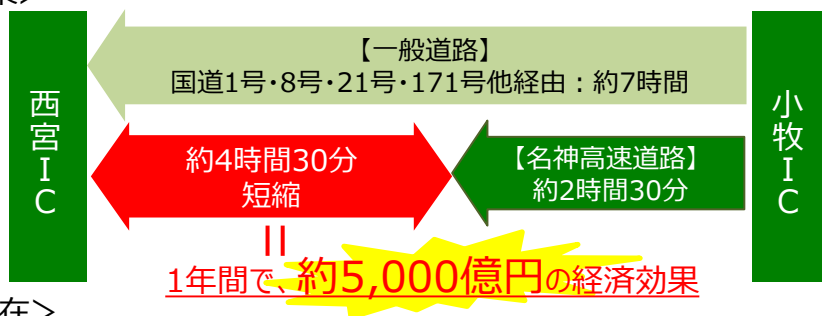 果>
【一般道路】
国道1号･8号･21号･171号他経由：約7時間
西宮IC
小牧IC
約4時間30分
短縮
【名神高速道路】
約2時間30分
=
1年間で、約5,000億円の経済効果
在>